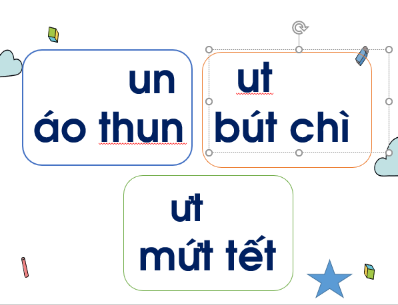 un
áo thun
ut
bút chì
ưt
mứt tết